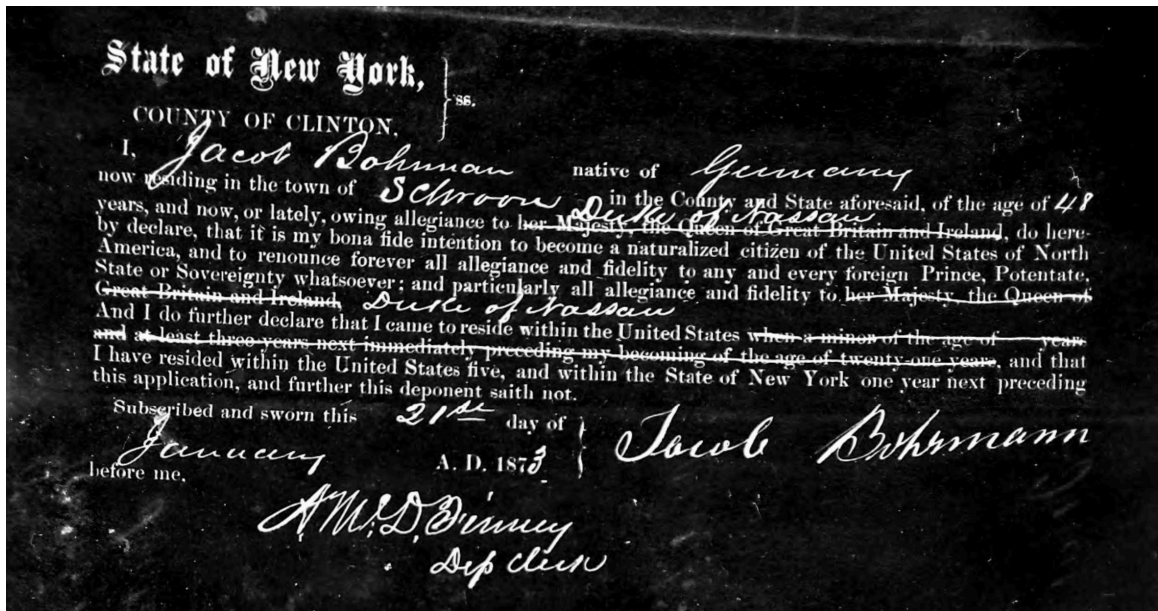 State of New York,
ss.
COUNTY OF CLINTON.
I, Jacob Bohrman native of Germany
now residing in the town of Schroon in the County and State aforesaid, of the age of 48
Duke of Nassau
years, and now, or lately, owing allegiance to her Majesty, the Queen of Great Britain and Ireland, do here-
by declare, that it is my bona fide intention to become a naturalized citizen of the United States of North
America, and to renounce forever all allegiance and fidelity to any and every foreign Prince, Potentate,
State or Sovereignty whatsoever; and particularly all allegiance and fidelity to her Majesty, the Queen of
Great Britain and Ireland, Duke of Nassau
And I do further declare that I came to reside within the United States when a minor of the age of years
and at least three years next immediately preceding my becoming of the age of twenty-one years, and that
I have resided within the United States five, and within the State of New York one year next preceding
this application, and further this deponent saith not.
Subscribed and sworn this 21st day of
January A. D. 1873
Jacob Bohrmann
before me,
A. McD. Finney
Dep Clerk